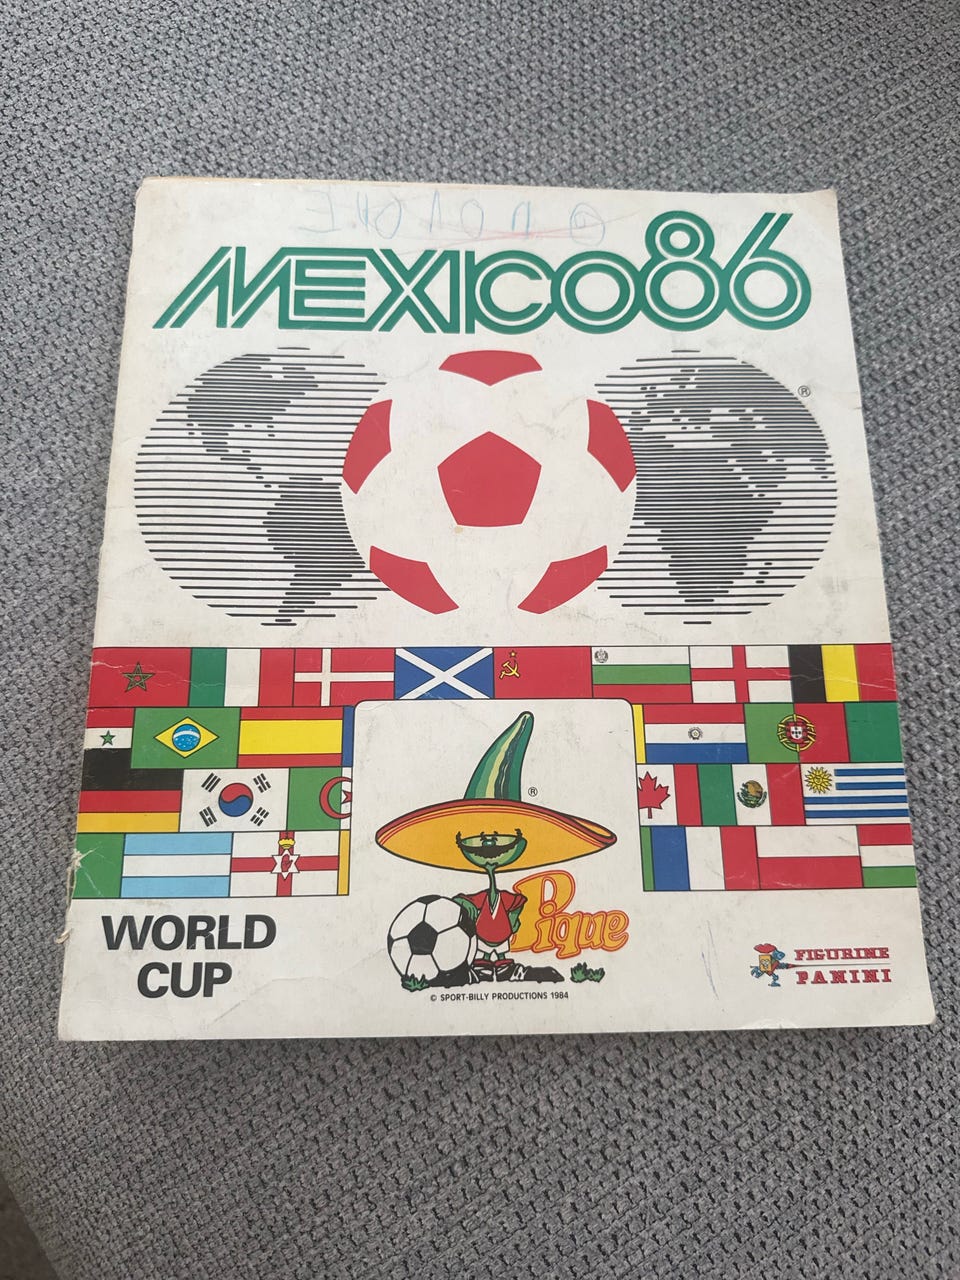 MEXICO86
®
®
Pique
© SPORT-BILLY PRODUCTIONS 1984
WORLD
CUP
FIGURINE
PANINI